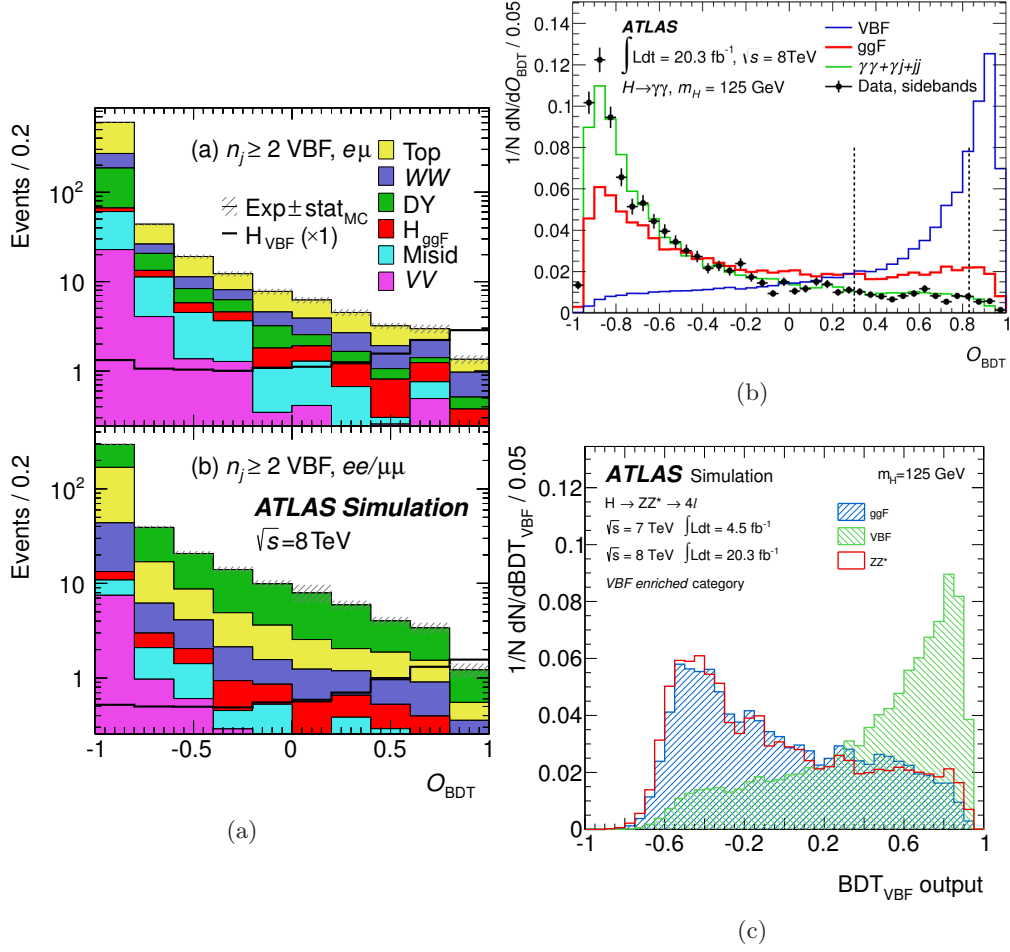 Events / 0.2
10²
10
1
(a) nⱼ ≥ 2 VBF, eμ
Exp ± stat_MC
H_VBF (×1)
Top
WW
DY
H_ggF
Misid
VV
Events / 0.2
10²
10
1
(b) nⱼ ≥ 2 VBF, ee/μμ
ATLAS Simulation
√s = 8 TeV
-1 -0.5 0 0.5 1
O_BDT
(a)
1/N dN/dO_BDT / 0.05
0.14
0.12
0.1
0.08
0.06
0.04
0.02
0
ATLAS
∫Ldt = 20.3 fb⁻¹, √s = 8TeV
H→γγ, m_H = 125 GeV
VBF
ggF
γγ+γj+jj
Data, sidebands
-1 -0.8 -0.6 -0.4 -0.2 0 0.2 0.4 0.6 0.8 1
O_BDT
(b)
1/N dN/dBDT_VBF / 0.05
0.12
0.1
0.08
0.06
0.04
0.02
0
ATLAS Simulation
m_H=125 GeV
H → ZZ* → 4l
√s = 7 TeV ∫Ldt = 4.5 fb⁻¹
√s = 8 TeV ∫Ldt = 20.3 fb⁻¹
VBF enriched category
ggF
VBF
ZZ*
-1 -0.6 -0.2 0.2 0.6 1
BDT_VBF output
(c)